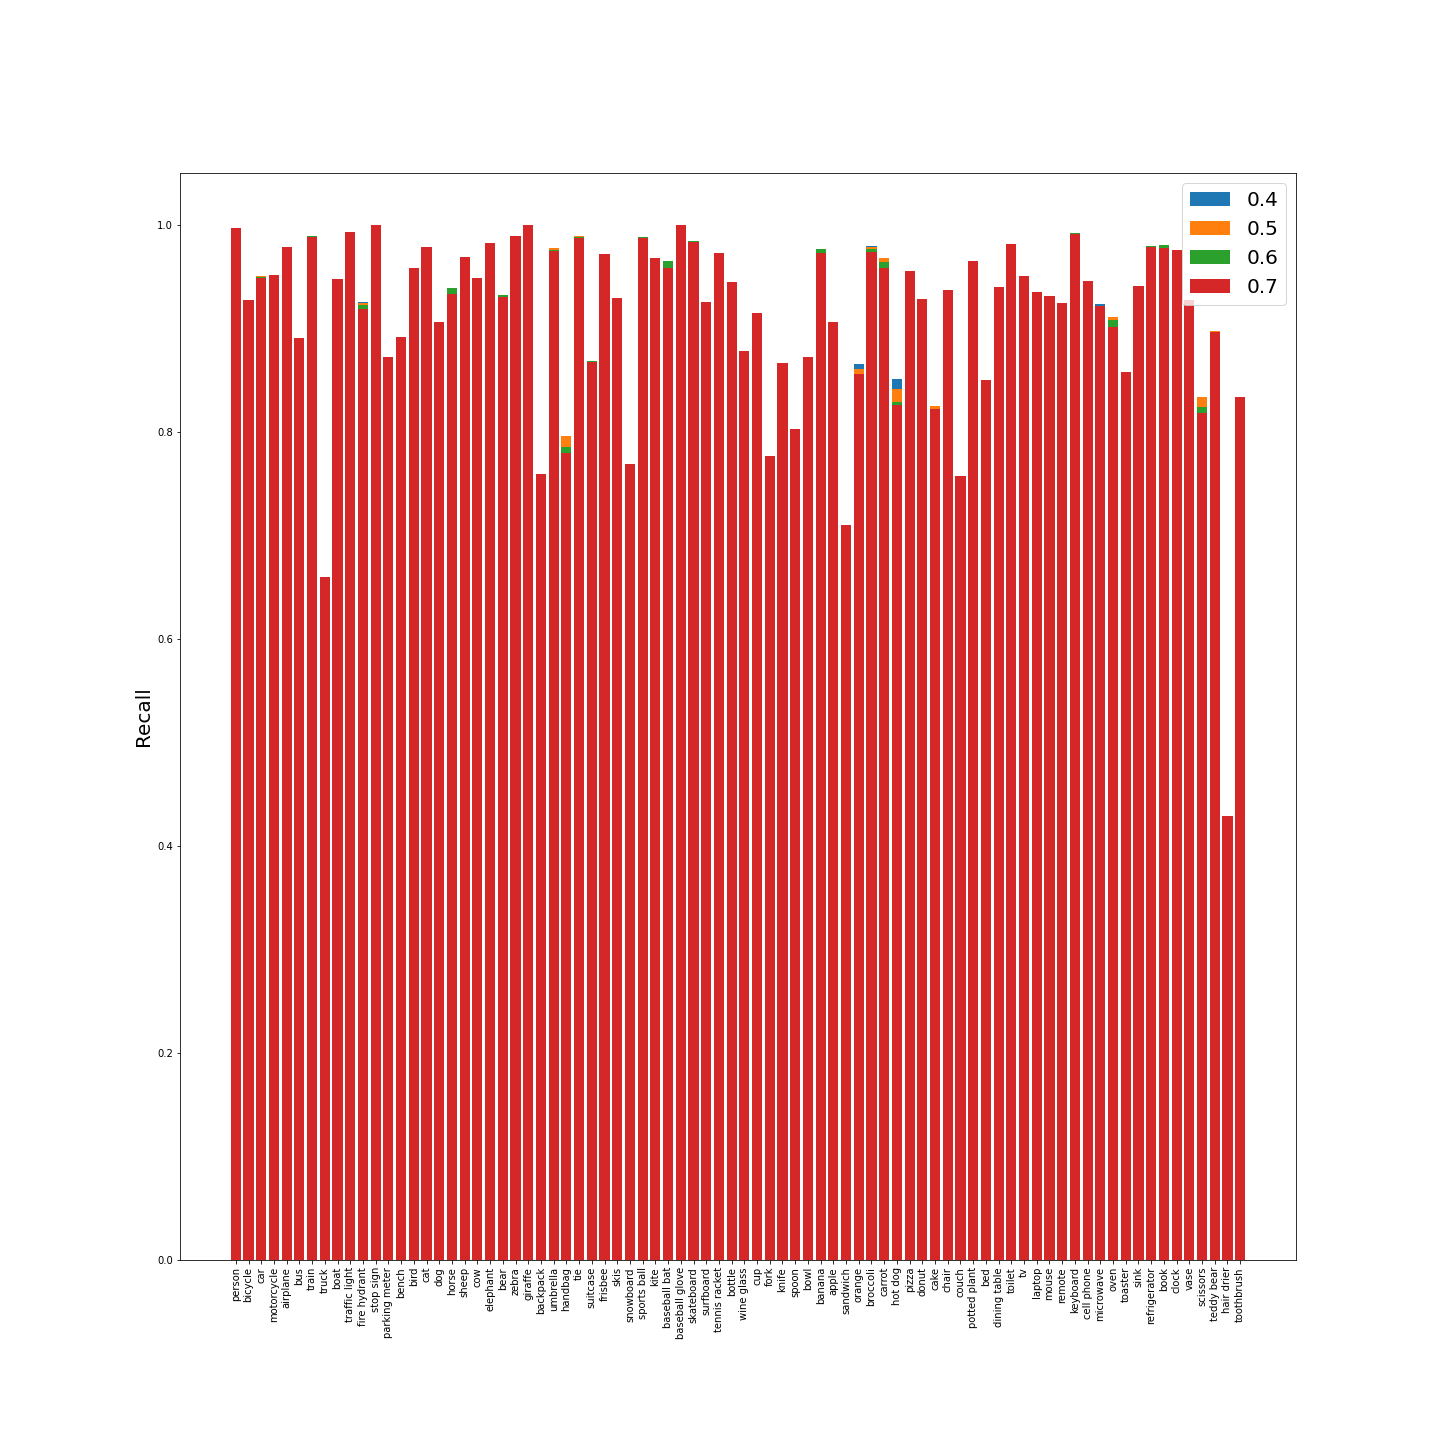 0.4
0.5
0.6
0.7
1.0
0.8
0.6
0.4
0.2
0.0
Recall
person
bicycle
car
motorcycle
airplane
bus
train
truck
boat
traffic light
fire hydrant
stop sign
parking meter
bench
bird
cat
dog
horse
sheep
cow
elephant
bear
zebra
giraffe
backpack
umbrella
handbag
tie
suitcase
frisbee
skis
snowboard
sports ball
kite
baseball bat
baseball glove
skateboard
surfboard
tennis racket
bottle
wine glass
cup
fork
knife
spoon
bowl
banana
apple
sandwich
orange
broccoli
carrot
hot dog
pizza
donut
cake
chair
couch
potted plant
bed
dining table
toilet
tv
laptop
mouse
remote
keyboard
cell phone
microwave
oven
toaster
sink
refrigerator
book
clock
vase
scissors
teddy bear
hair drier
toothbrush